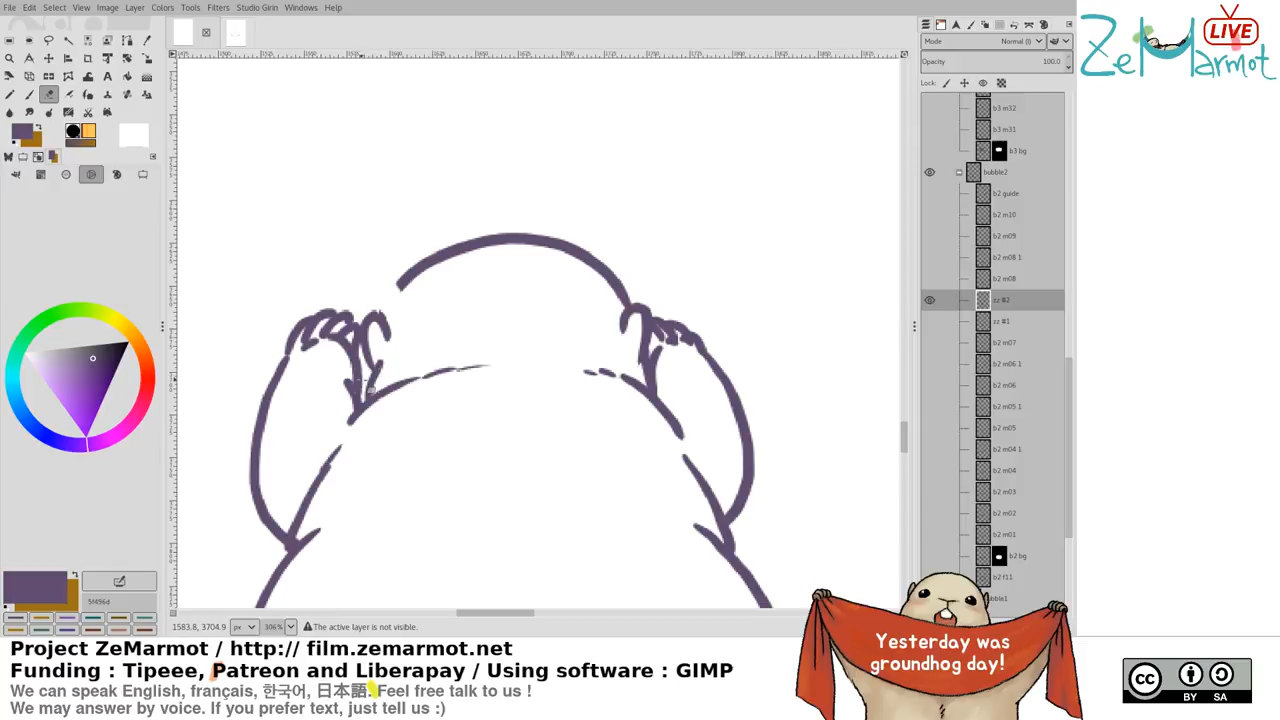 File Edit Select View Image Layer Colors Tools Filters Studio Girin Windows Help
ZeMarmot
LIVE
Mode Normal (l)
Opacity 100.0
Lock:
b3 m32
b3 m31
b3 bg
bubble2
b2 guide
b2 m10
b2 m09
b2 m08 1
b2 m08
zz #2
zz #1
b2 m07
b2 m06 1
b2 m06
b2 m05 1
b2 m05
b2 m04 1
b2 m04
b2 m03
b2 m02
b2 m01
b2 bg
b2 f11
5f496d
1583.8, 3704.9 px 306% The active layer is not visible.
Project ZeMarmot / http:// film.zemarmot.net
Funding : Tipeee, Patreon and Liberapay / Using software : GIMP
We can speak English, français, 한국어, 日本語. Feel free talk to us !
We may answer by voice. If you prefer text, just tell us :)
Yesterday was
groundhog day!
CC BY SA